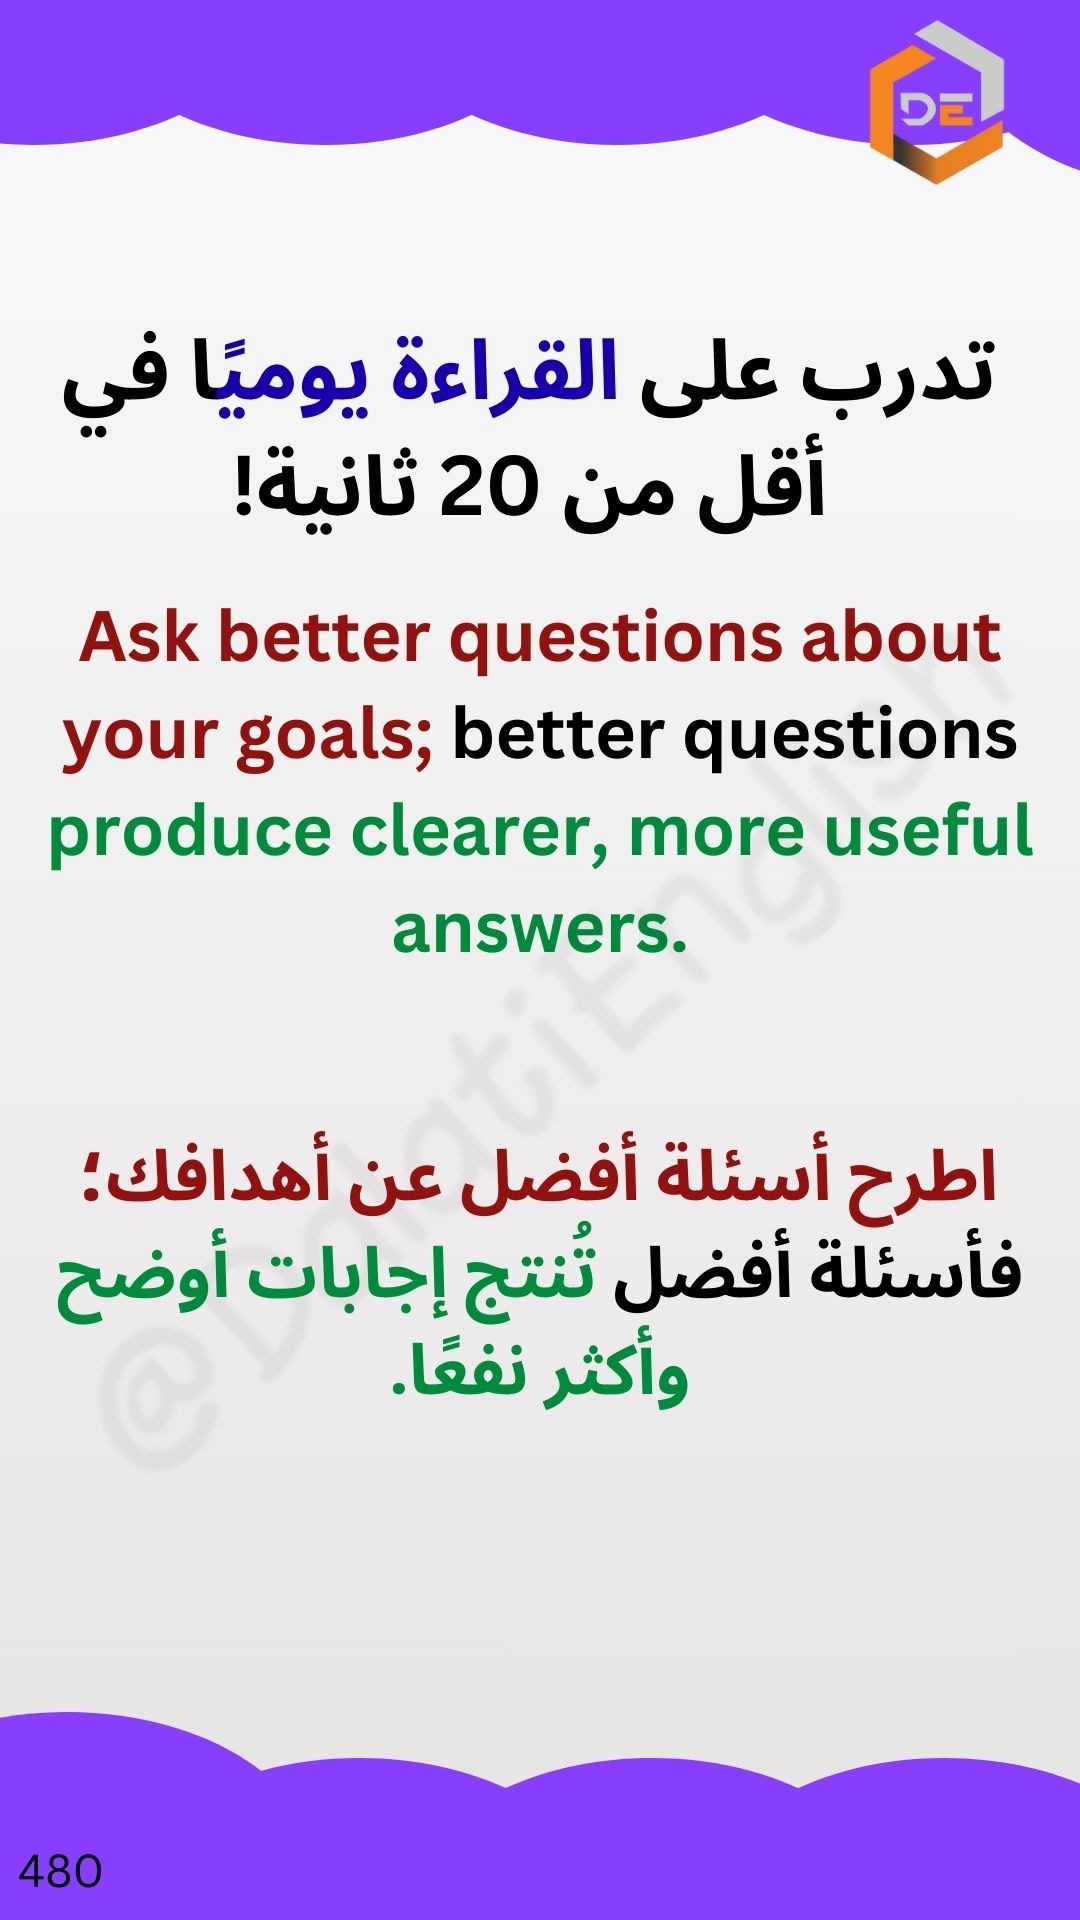 DE
تدرب على القراءة يوميًا في
أقل من 20 ثانية!
Ask better questions about
your goals; better questions
produce clearer, more useful
answers.
@DalatiEnglish
اطرح أسئلة أفضل عن أهدافك؛
فأسئلة أفضل تُنتج إجابات أوضح
وأكثر نفعًا.
480